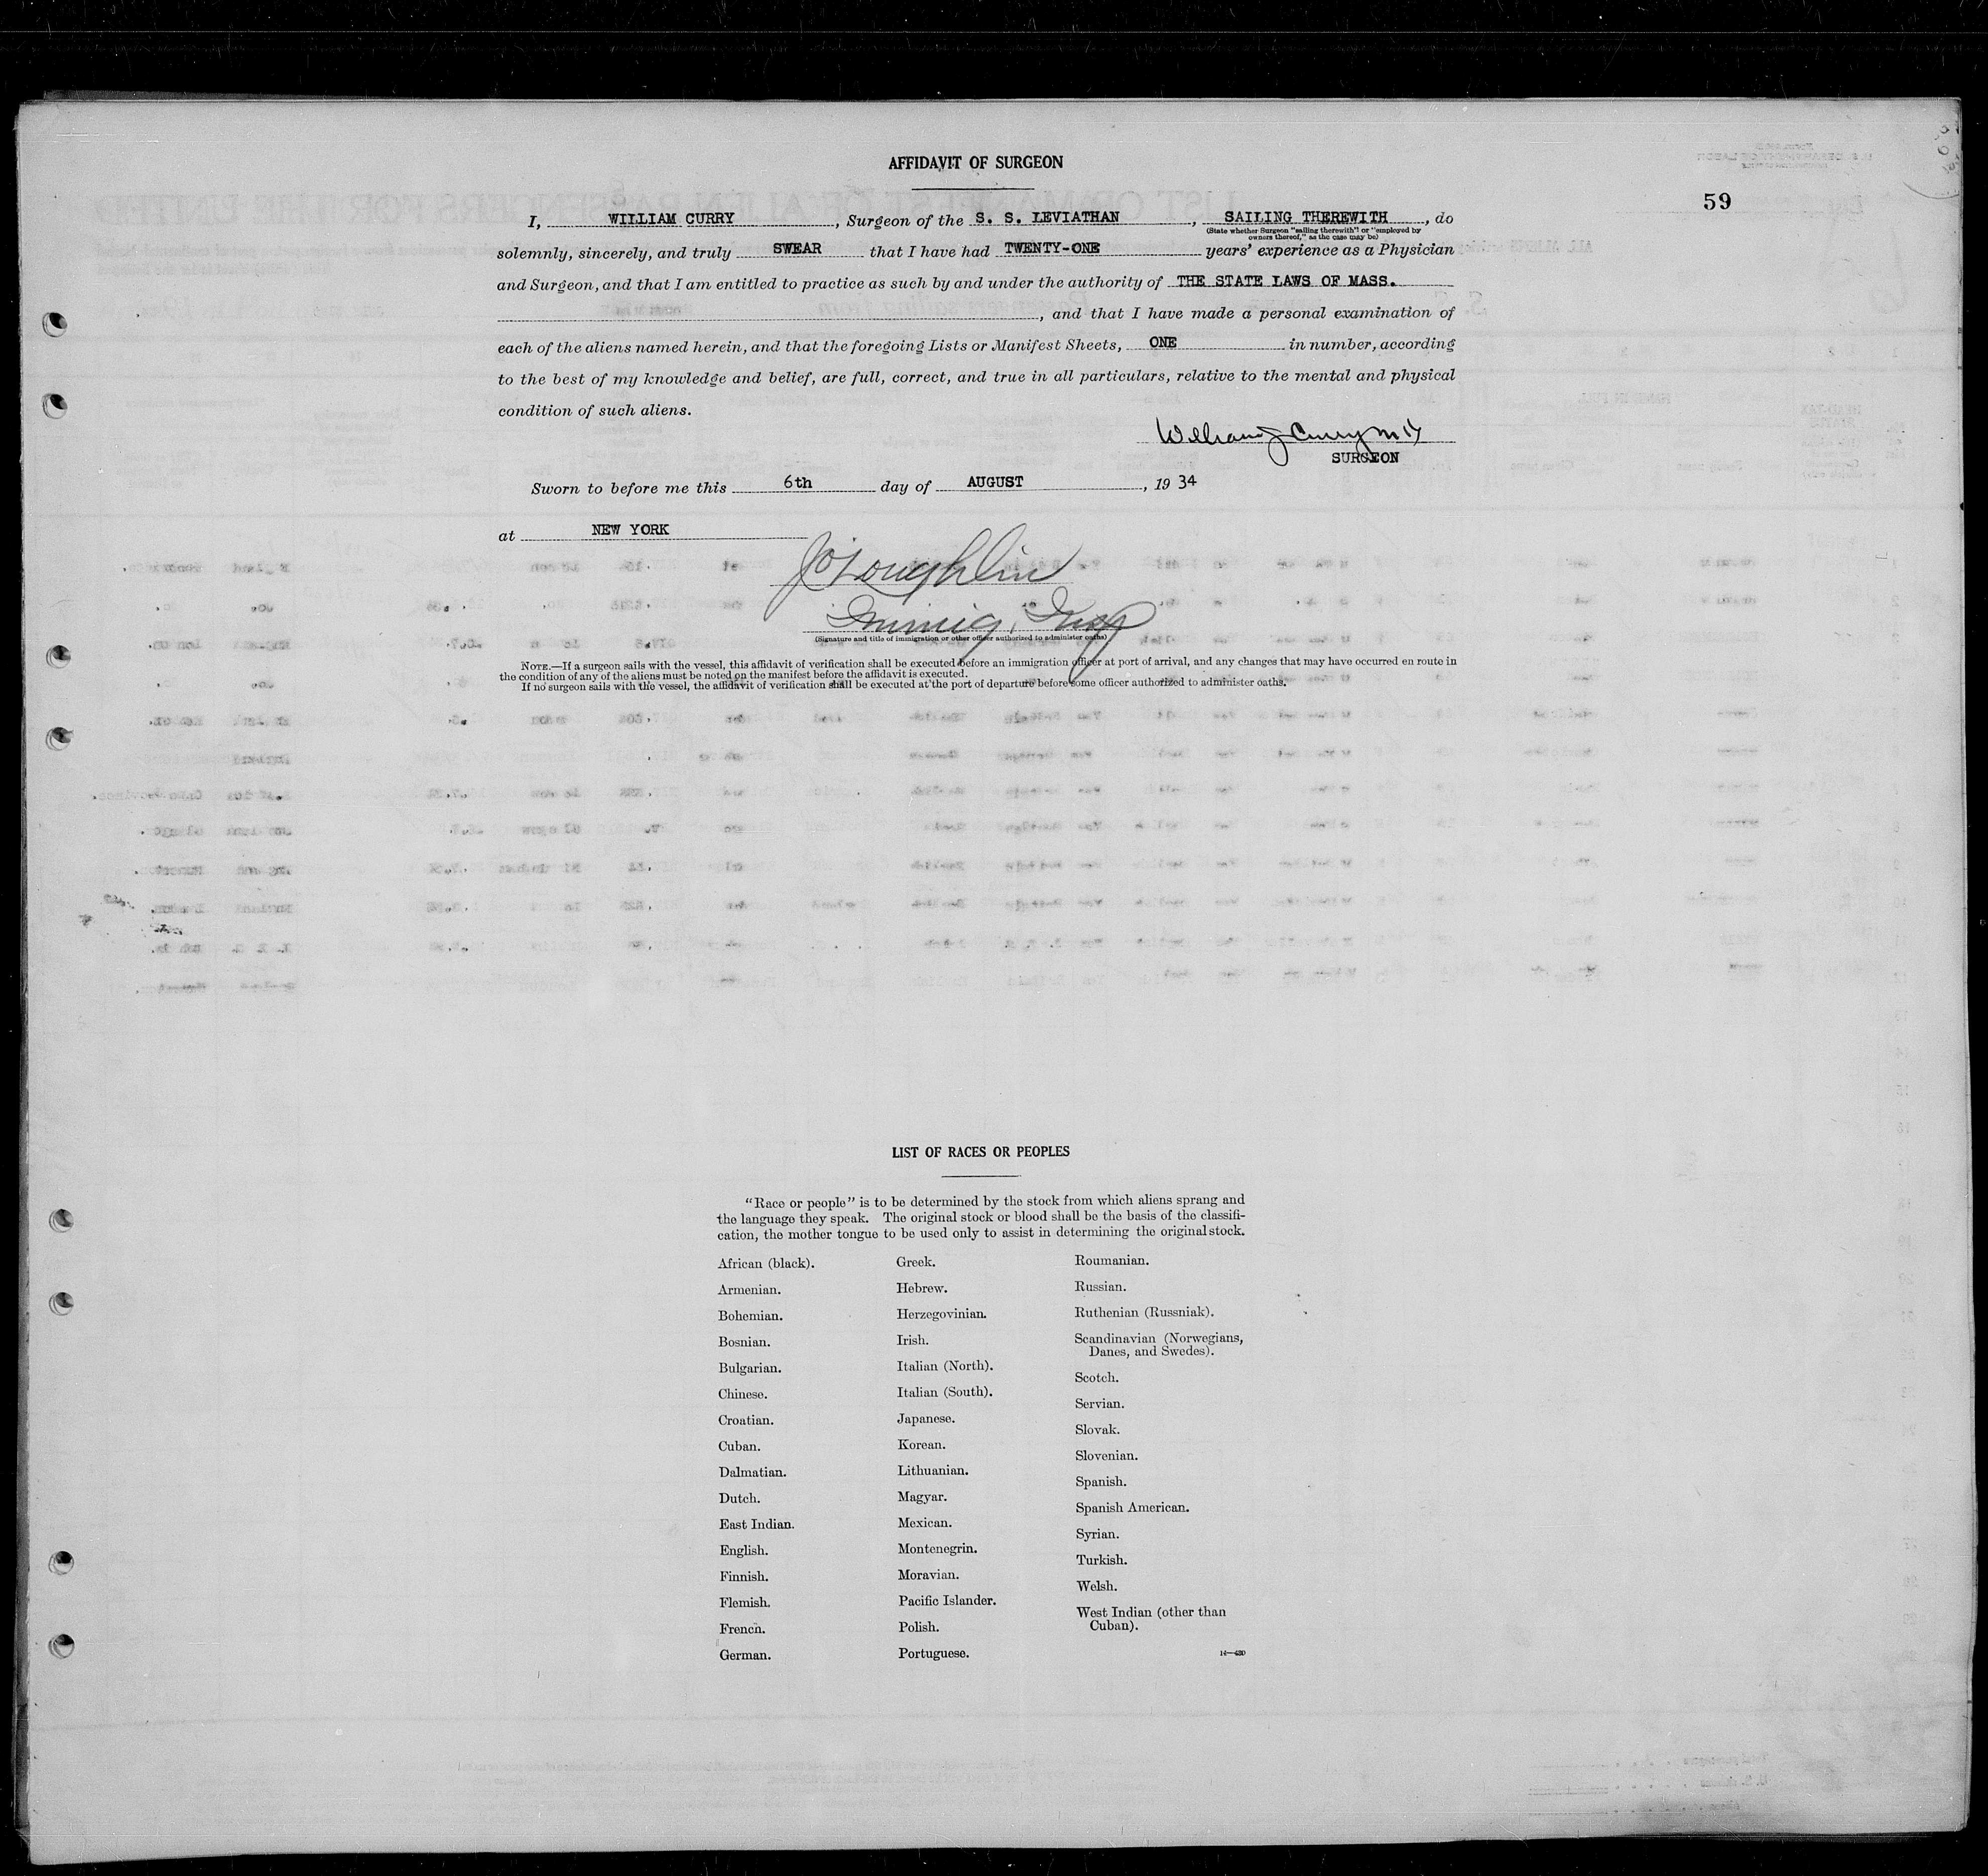 AFFIDAVIT OF SURGEON
59
I, WILLIAM CURRY, Surgeon of the S. S. LEVIATHAN, SAILING THEREWITH, do
(State whether Surgeon "sailing therewith" or "employed by
owners thereof," as the case may be)
solemnly, sincerely, and truly SWEAR that I have had TWENTY-ONE years' experience as a Physician
and Surgeon, and that I am entitled to practice as such by and under the authority of THE STATE LAWS OF MASS.
, and that I have made a personal examination of
each of the aliens named herein, and that the foregoing Lists or Manifest Sheets, ONE in number, according
to the best of my knowledge and belief, are full, correct, and true in all particulars, relative to the mental and physical
condition of such aliens.
William J Curry MD
SURGEON
Sworn to before me this 6th day of AUGUST, 19 34
at NEW YORK
J O'Loughlin
Immig. Insp
(Signature and title of immigration or other officer authorized to administer oaths)
NOTE.—If a surgeon sails with the vessel, this affidavit of verification shall be executed before an immigration officer at port of arrival, and any changes that may have occurred en route in
the condition of any of the aliens must be noted on the manifest before the affidavit is executed.
If no surgeon sails with the vessel, the affidavit of verification shall be executed at the port of departure before some officer authorized to administer oaths.
LIST OF RACES OR PEOPLES
"Race or people" is to be determined by the stock from which aliens sprang and
the language they speak. The original stock or blood shall be the basis of the classifi-
cation, the mother tongue to be used only to assist in determining the original stock.
African (black).
Armenian.
Bohemian.
Bosnian.
Bulgarian.
Chinese.
Croatian.
Cuban.
Dalmatian.
Dutch.
East Indian.
English.
Finnish.
Flemish.
French.
German.
Greek.
Hebrew.
Herzegovinian.
Irish.
Italian (North).
Italian (South).
Japanese.
Korean.
Lithuanian.
Magyar.
Mexican.
Montenegrin.
Moravian.
Pacific Islander.
Polish.
Portuguese.
Roumanian.
Russian.
Ruthenian (Russniak).
Scandinavian (Norwegians,
Danes, and Swedes).
Scotch.
Servian.
Slovak.
Slovenian.
Spanish.
Spanish American.
Syrian.
Turkish.
Welsh.
West Indian (other than
Cuban).
14—430